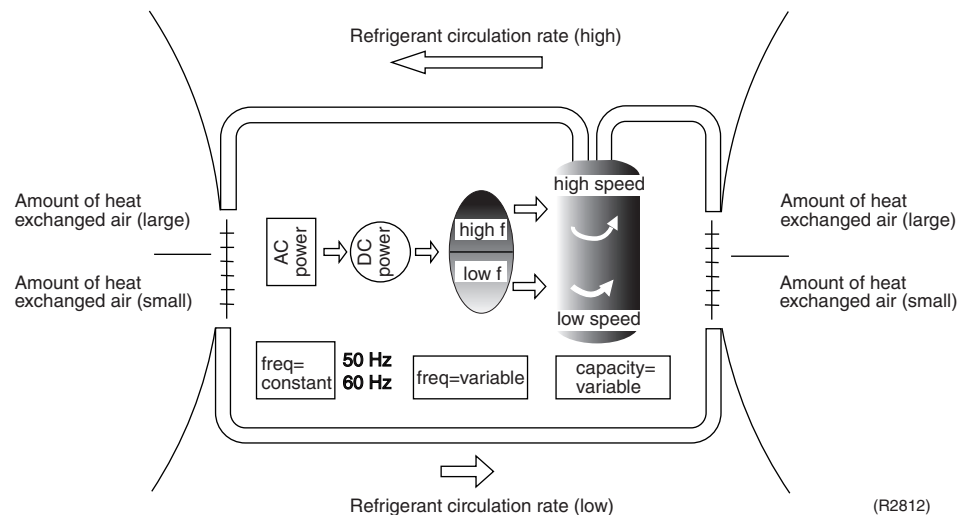 Refrigerant circulation rate (high)
high speed
Amount of heat
exchanged air (large)
Amount of heat
exchanged air (small)
AC
power
DC
power
high f
low f
low speed
Amount of heat
exchanged air (large)
Amount of heat
exchanged air (small)
freq=
constant
50 Hz
60 Hz
freq=variable
capacity=
variable
Refrigerant circulation rate (low)
(R2812)